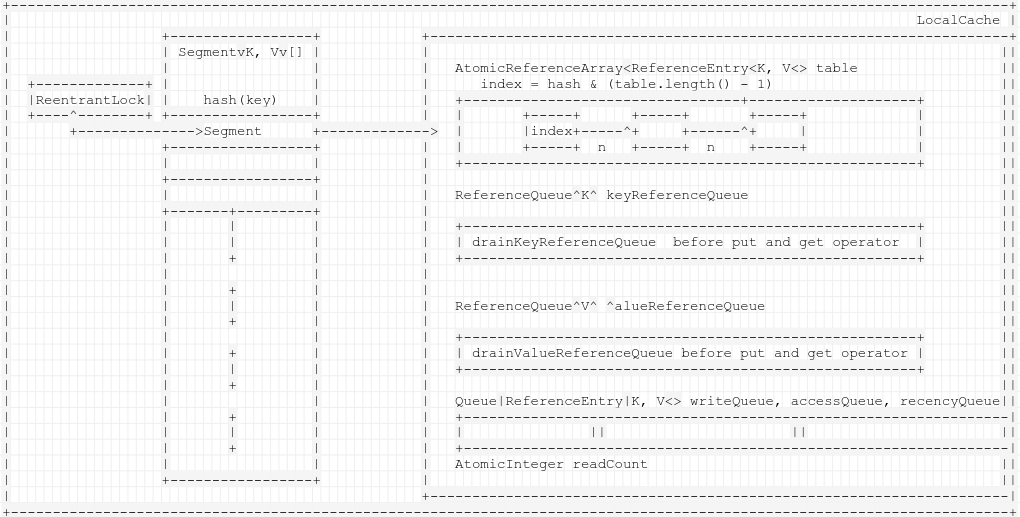 LocalCache
SegmentvK, Vv[]
AtomicReferenceArray<ReferenceEntry<K, V<> table
index = hash & (table.length() - 1)
ReentrantLock
hash(key)
Segment
index
n n
ReferenceQueue^K^ keyReferenceQueue
drainKeyReferenceQueue before put and get operator
ReferenceQueue^V^ ^alueReferenceQueue
drainValueReferenceQueue before put and get operator
Queue|ReferenceEntry|K, V<> writeQueue, accessQueue, recencyQueue
AtomicInteger readCount